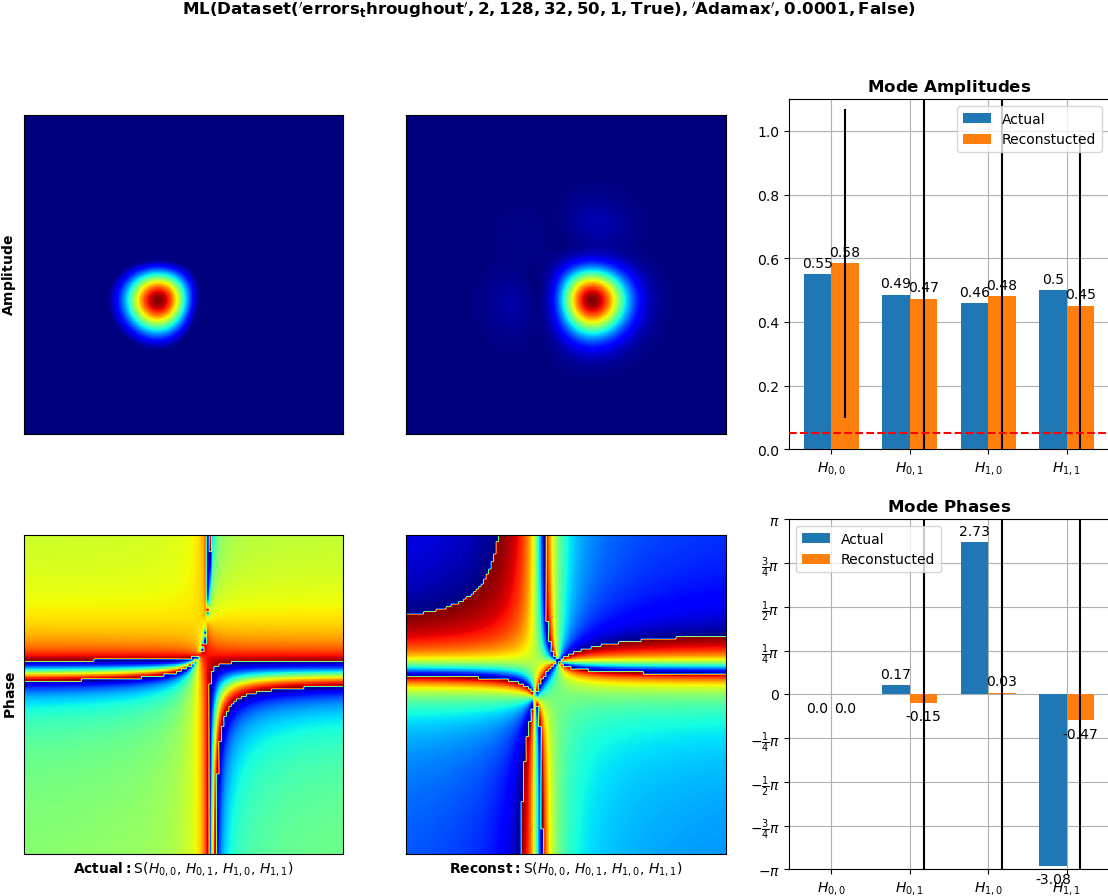 ML(Dataset('errors_throughout', 2, 128, 32, 50, 1, True), 'Adamax', 0.0001, False)
Amplitude
Mode Amplitudes
Actual
Reconstucted
1.0
0.8
0.6
0.4
0.2
0.0
0.55 0.58 0.49 0.47 0.46 0.48 0.5 0.45
H0,0 H0,1 H1,0 H1,1
Phase
Actual: S(H0,0, H0,1, H1,0, H1,1)
Reconst: S(H0,0, H0,1, H1,0, H1,1)
Mode Phases
Actual
Reconstucted
π
3/4π
1/2π
1/4π
0
−1/4π
−1/2π
−3/4π
−π
0.0 0.0 0.17 -0.15 2.73 0.03 -3.08 -0.47
H0,0 H0,1 H1,0 H1,1